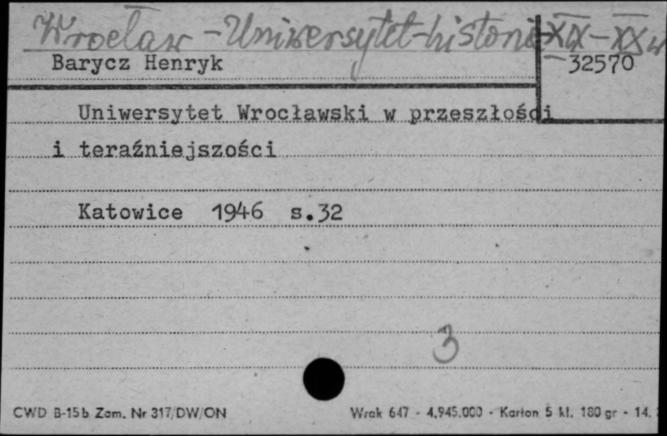 Wrocław - Uniwersytet - historia XIX - XX w
Barycz Henryk
32570
Uniwersytet Wrocławski w przeszłości
i teraźniejszości
Katowice 1946 s.32
3
CWD B-15b Zam. Nr 317/DW/ON Wrak 647 - 4.945.000 - Karton 5 kl. 180 gr - 14.